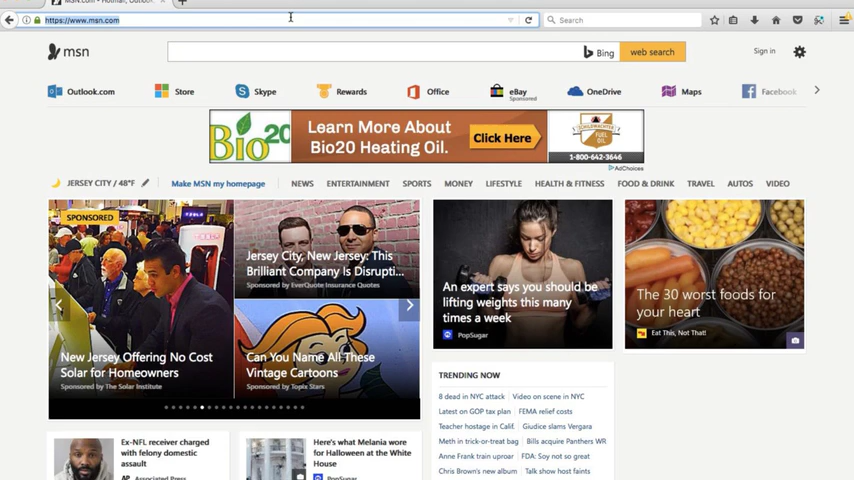 MSN.com - Hotmail, Outloo
https://www.msn.com
Search
msn
Bing
web search
Sign in
Outlook.com
Store
Skype
Rewards
Office
eBay
Sponsored
OneDrive
Maps
Facebook
Bio20
Learn More About
Bio20 Heating Oil.
Click Here
FUEL OIL
1-800-642-3646
AdChoices
JERSEY CITY / 48°F
Make MSN my homepage
NEWS
ENTERTAINMENT
SPORTS
MONEY
LIFESTYLE
HEALTH & FITNESS
FOOD & DRINK
TRAVEL
AUTOS
VIDEO
SPONSORED
New Jersey Offering No Cost
Solar for Homeowners
Sponsored by The Solar Institute
Jersey City, New Jersey: This
Brilliant Company Is Disrupti...
Sponsored by EverQuote Insurance Quotes
Can You Name All These
Vintage Cartoons
Sponsored by Topix Stars
An expert says you should be
lifting weights this many
times a week
PopSugar
The 30 worst foods for
your heart
Eat This, Not That!
TRENDING NOW
8 dead in NYC attack
Video on scene in NYC
Latest on GOP tax plan
FEMA relief costs
Teacher hostage in Calif.
Giudice slams Vergara
Meth in trick-or-treat bag
Bills acquire Panthers WR
Anne Frank train uproar
FDA: Soy not so great
Chris Brown's new album
Talk show host faints
Ex-NFL receiver charged
with felony domestic
assault
AP Associated Press
Here's what Melania wore
for Halloween at the White
House
PopSugar